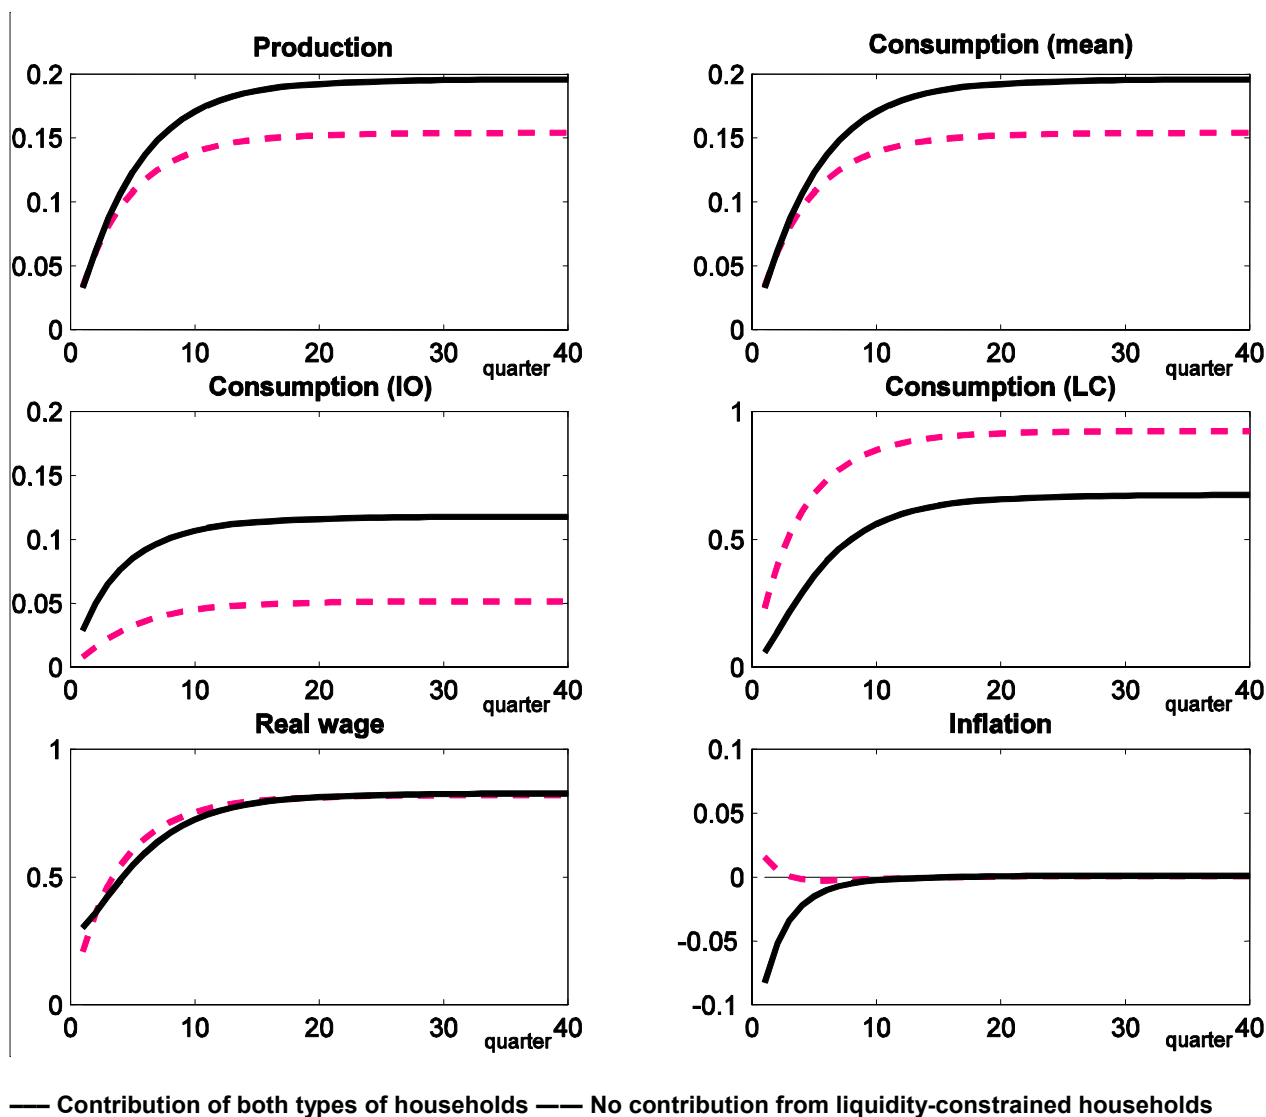 Production
0.2
0.15
0.1
0.05
0
0 10 20 30 40
quarter
Consumption (mean)
0.2
0.15
0.1
0.05
0
0 10 20 30 40
quarter
Consumption (IO)
0.2
0.15
0.1
0.05
0
0 10 20 30 40
quarter
Consumption (LC)
1
0.5
0
0 10 20 30 40
quarter
Real wage
1
0.5
0
0 10 20 30 40
quarter
Inflation
0.1
0.05
0
-0.05
-0.1
0 10 20 30 40
quarter
Contribution of both types of households No contribution from liquidity-constrained households